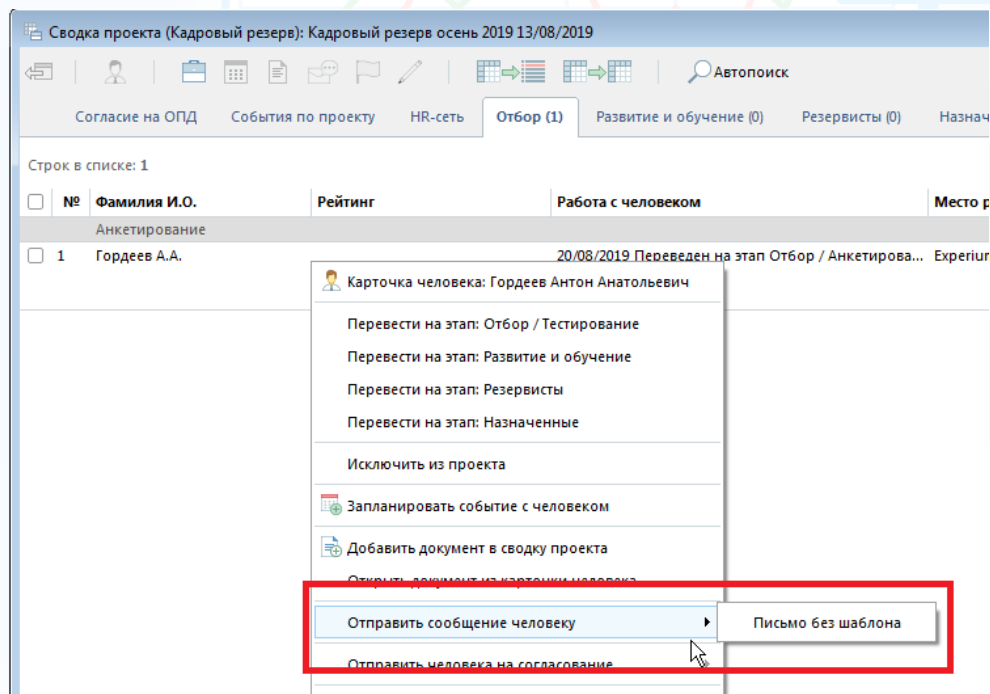 Сводка проекта (Кадровый резерв): Кадровый резерв осень 2019 13/08/2019
Автопоиск
Согласие на ОПД События по проекту HR-сеть Отбор (1) Развитие и обучение (0) Резервисты (0) Назнач
Строк в списке: 1
№ Фамилия И.О. Рейтинг Работа с человеком Место р
Анкетирование
1 Гордеев А.А. 20/08/2019 Переведен на этап Отбор / Анкетирова... Experiun
Карточка человека: Гордеев Антон Анатольевич
Перевести на этап: Отбор / Тестирование
Перевести на этап: Развитие и обучение
Перевести на этап: Резервисты
Перевести на этап: Назначенные
Исключить из проекта
Запланировать событие с человеком
Добавить документ в сводку проекта
Открыть документ из карточки человека
Отправить сообщение человеку Письмо без шаблона
Отправить человека на согласование